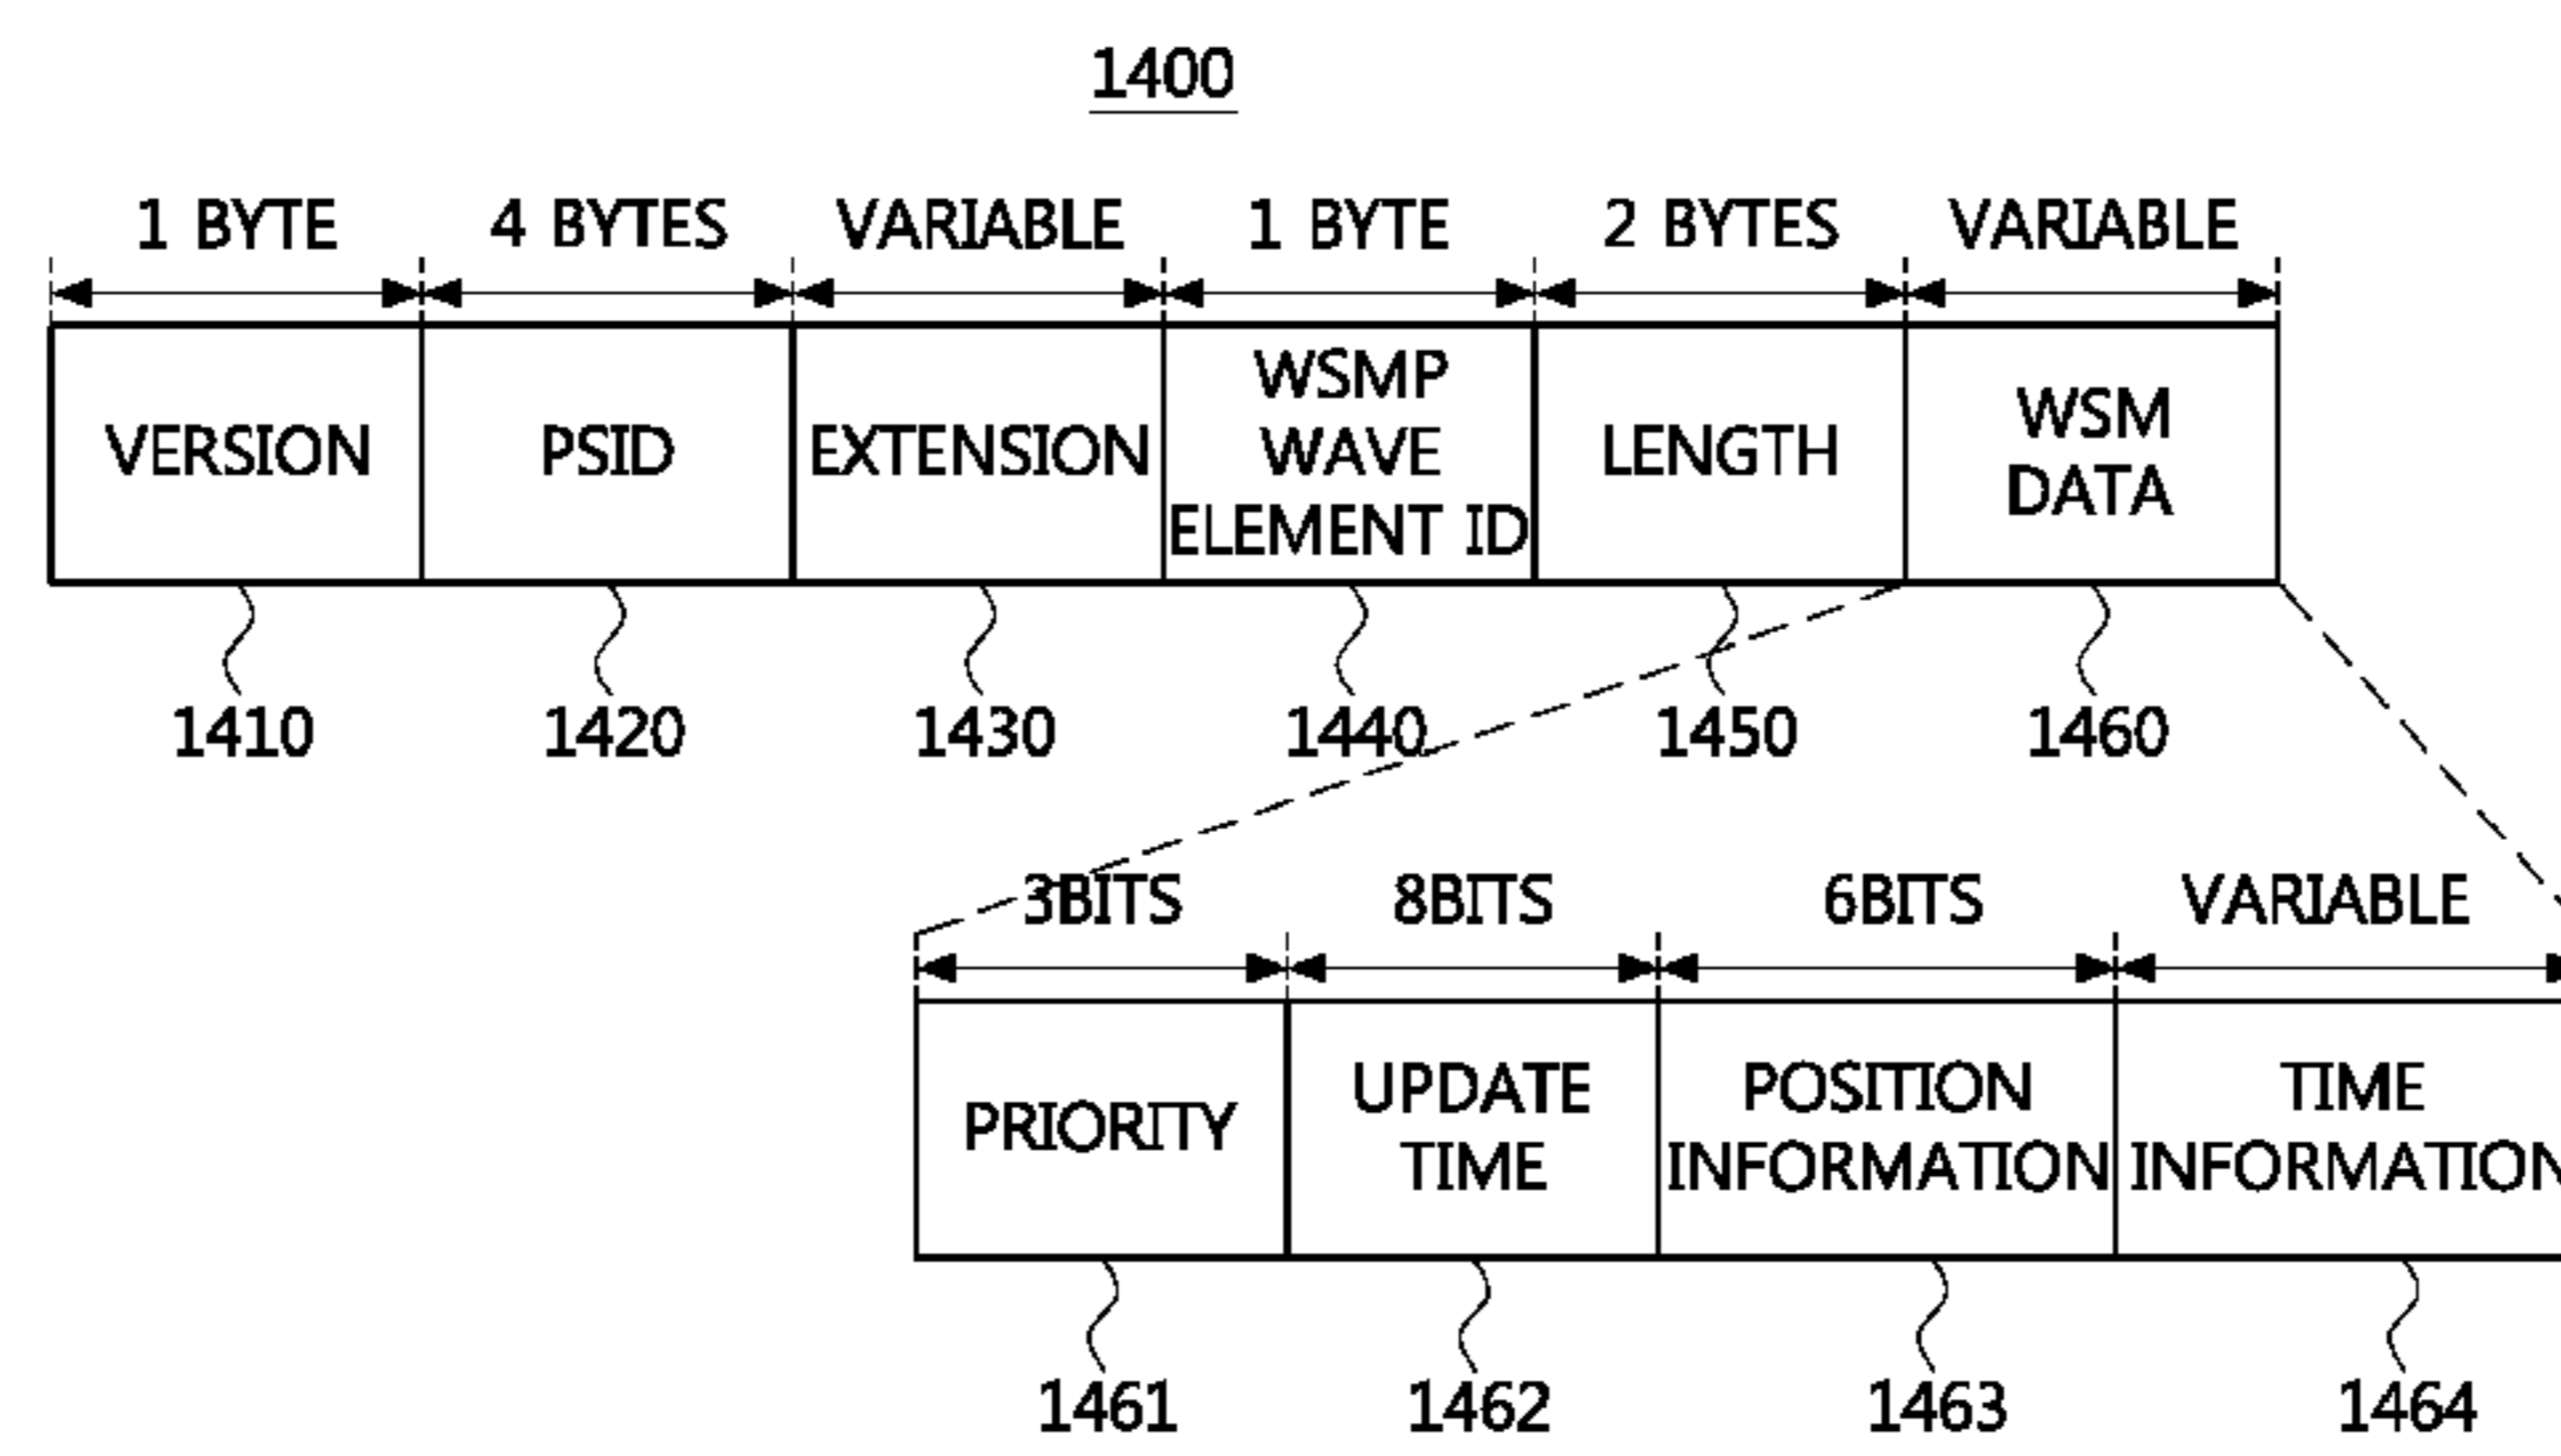 1400
1 BYTE 4 BYTES VARIABLE 1 BYTE 2 BYTES VARIABLE
VERSION
PSID
EXTENSION
WSMP
WAVE
ELEMENT ID
LENGTH
WSM
DATA
1410 1420 1430 1440 1450 1460
3BITS 8BITS 6BITS VARIABLE
PRIORITY
UPDATE
TIME
POSITION
INFORMATION
TIME
INFORMATION
1461 1462 1463 1464